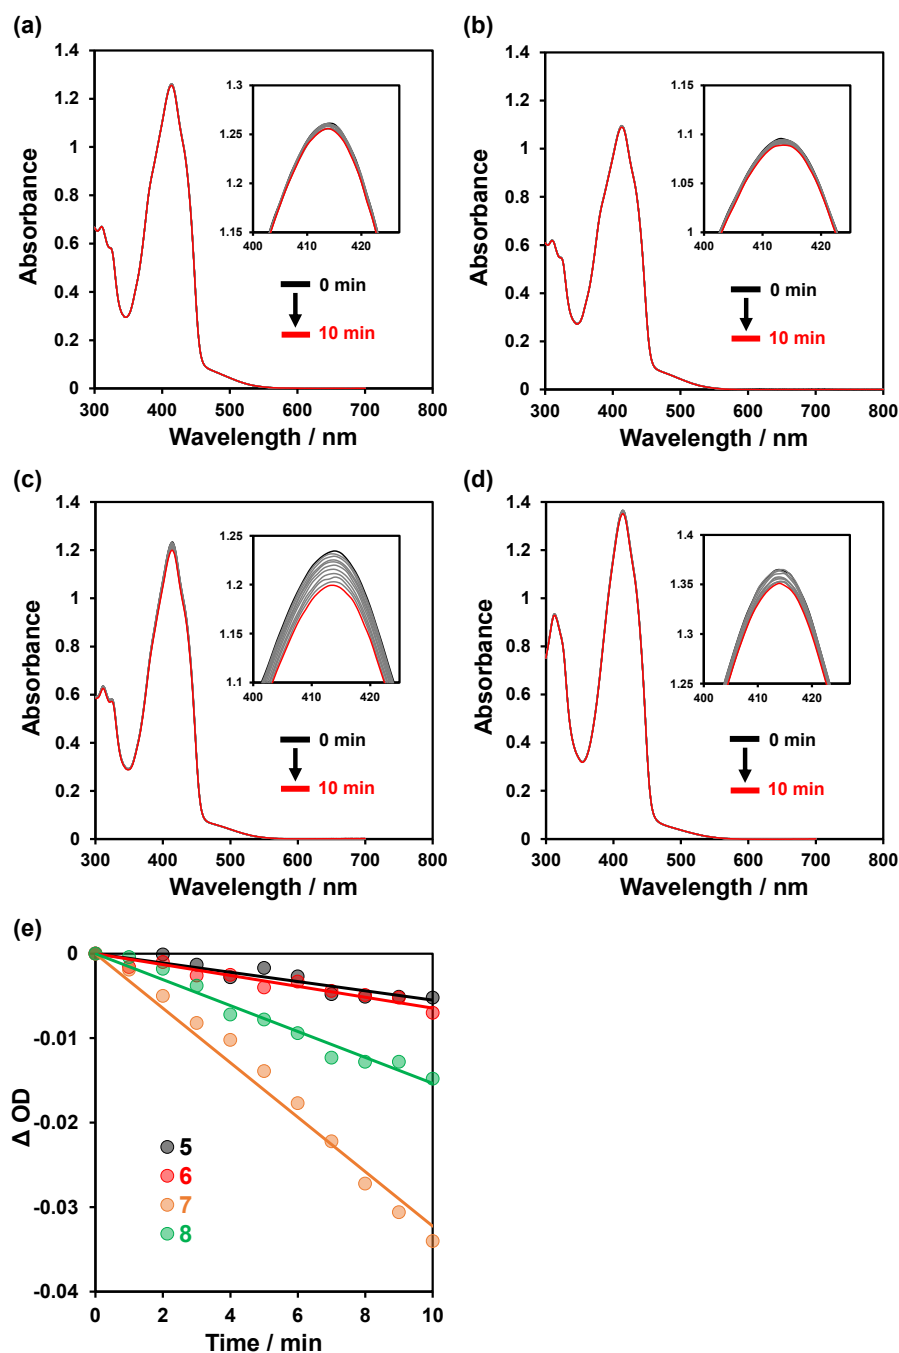 (a)
1.4
1.2
1
0.8
0.6
0.4
0.2
0
300 400 500 600 700 800
Absorbance
Wavelength / nm
1.3
1.25
1.2
1.15
400 410 420
0 min
10 min
(b)
1.4
1.2
1
0.8
0.6
0.4
0.2
0
300 400 500 600 700 800
Absorbance
Wavelength / nm
1.15
1.1
1.05
1
400 410 420
0 min
10 min
(c)
1.4
1.2
1
0.8
0.6
0.4
0.2
0
300 400 500 600 700 800
Absorbance
Wavelength / nm
1.25
1.2
1.15
1.1
400 410 420
0 min
10 min
(d)
1.4
1.2
1
0.8
0.6
0.4
0.2
0
300 400 500 600 700 800
Absorbance
Wavelength / nm
1.4
1.35
1.3
1.25
400 410 420
0 min
10 min
(e)
0
-0.01
-0.02
-0.03
-0.04
0 2 4 6 8 10
Δ OD
Time / min
5
6
7
8